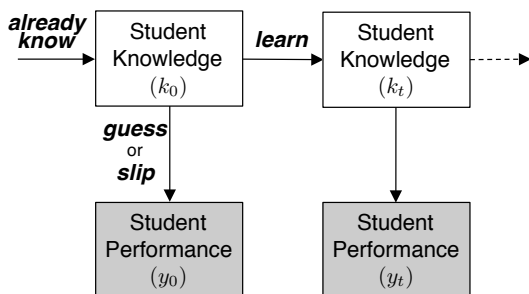 already
know
Student
Knowledge
(k₀)
learn
Student
Knowledge
(kₜ)
guess
or
slip
Student
Performance
(y₀)
Student
Performance
(yₜ)